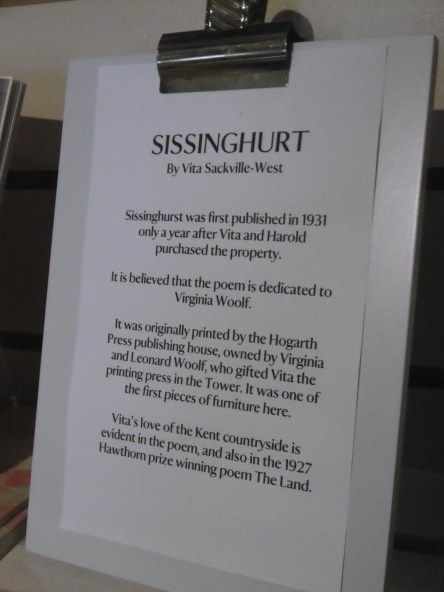 SISSINGHURT
By Vita Sackville-West
Sissinghurst was first published in 1931
only a year after Vita and Harold
purchased the property.
It is believed that the poem is dedicated to
Virginia Woolf.
It was originally printed by the Hogarth
Press publishing house, owned by Virginia
and Leonard Woolf, who gifted Vita the
printing press in the Tower. It was one of
the first pieces of furniture here.
Vita's love of the Kent countryside is
evident in the poem, and also in the 1927
Hawthorn prize winning poem The Land.